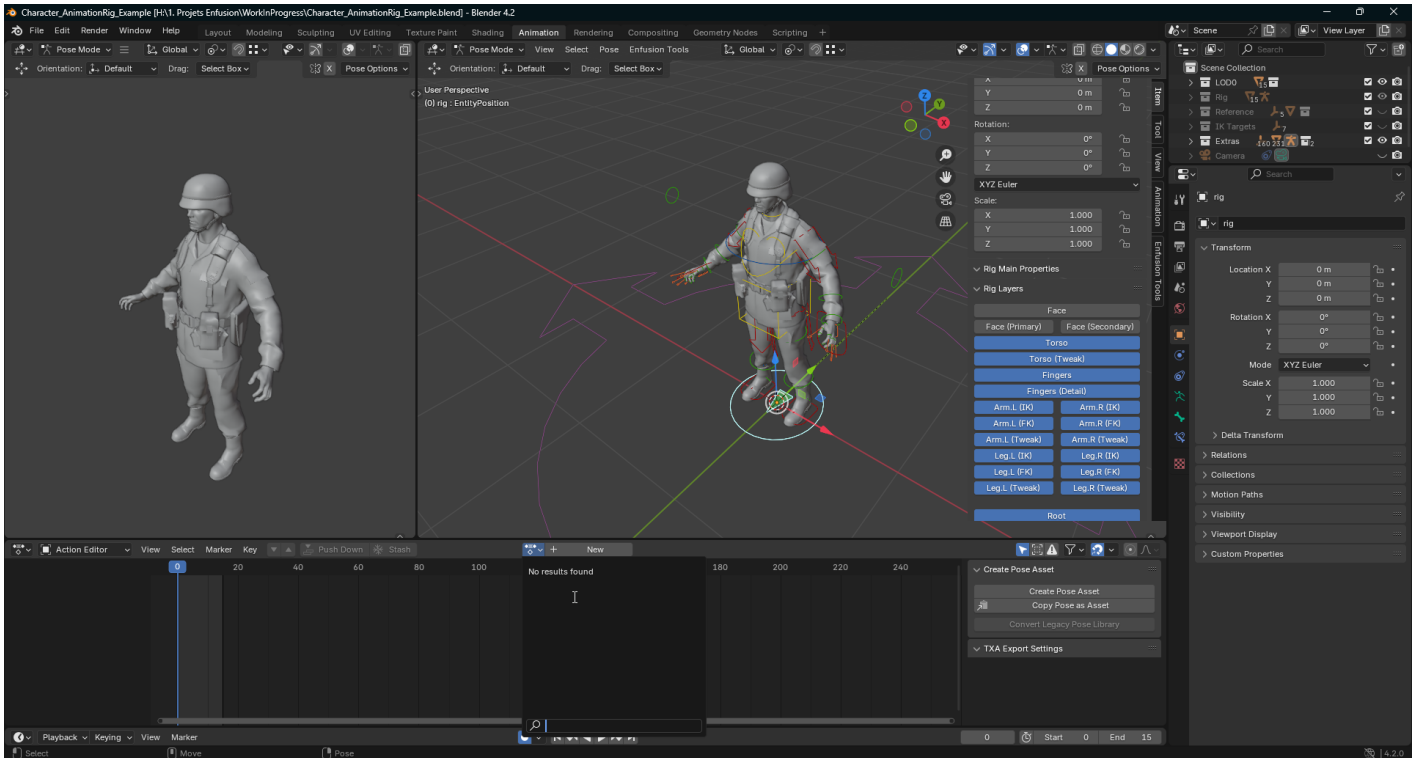 Character_AnimationRig_Example [H:\1. Projets Enfusion\WorkInProgress\Character_AnimationRig_Example.blend] - Blender 4.2
File Edit Render Window Help Layout Modeling Sculpting UV Editing Texture Paint Shading Animation Rendering Compositing Geometry Nodes Scripting + Scene View Layer
Pose Mode Global Pose Mode View Select Pose Enfusion Tools Global Search
Orientation: Default Drag: Select Box X Pose Options Orientation: Default Drag: Select Box X Pose Options
Scene Collection
User Perspective
(0) rig : EntityPosition
X 0 m
Y 0 m
Z 0 m
Rotation:
X 0°
Y 0°
Z 0°
XYZ Euler
Scale:
X 1.000
Y 1.000
Z 1.000
Rig Main Properties
Rig Layers
Face
Face (Primary) Face (Secondary)
Torso
Torso (Tweak)
Fingers
Fingers (Detail)
Arm.L (IK) Arm.R (IK)
Arm.L (FK) Arm.R (FK)
Arm.L (Tweak) Arm.R (Tweak)
Leg.L (IK) Leg.R (IK)
Leg.L (FK) Leg.R (FK)
Leg.L (Tweak) Leg.R (Tweak)
Root
Item
Tool
View
Animation
Enfusion Tools
Z
Y
X
LOD0 15
Rig 15
Reference 5
IK Targets 7
Extras 160 231 2
Camera
Search
rig
rig
Transform
Location X 0 m
Y 0 m
Z 0 m
Rotation X 0°
Y 0°
Z 0°
Mode XYZ Euler
Scale X 1.000
Y 1.000
Z 1.000
Delta Transform
Relations
Collections
Motion Paths
Visibility
Viewport Display
Custom Properties
Action Editor View Select Marker Key Push Down Stash + New
0 20 40 60 80 100 180 200 220 240
No results found
Create Pose Asset
Create Pose Asset
Copy Pose as Asset
Convert Legacy Pose Library
TXA Export Settings
Playback Keying View Marker 0 Start 0 End 15
Select Move Pose 4.2.0